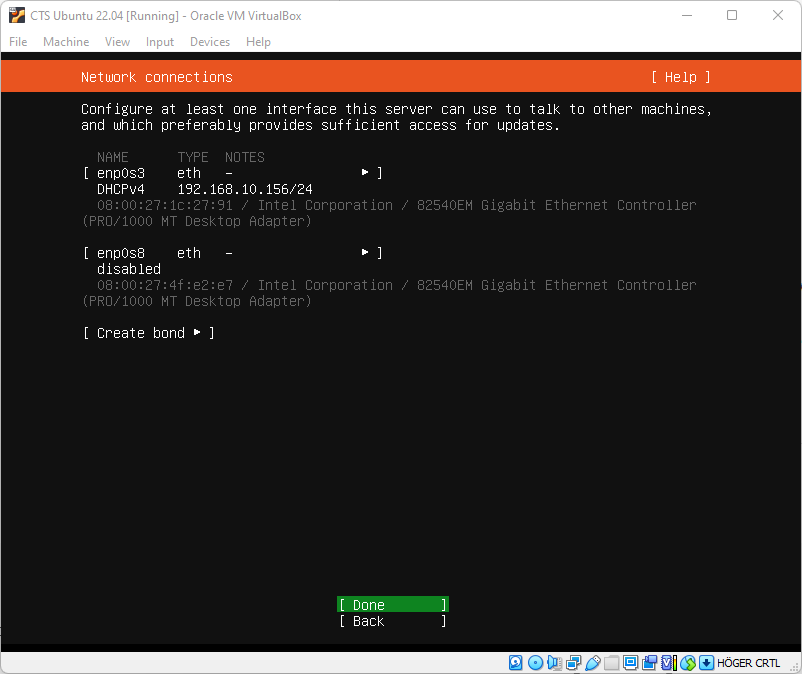 CTS Ubuntu 22.04 [Running] - Oracle VM VirtualBox
File Machine View Input Devices Help
Network connections [ Help ]
Configure at least one interface this server can use to talk to other machines,
and which preferably provides sufficient access for updates.
NAME TYPE NOTES
[ enp0s3 eth – ▸ ]
DHCPv4 192.168.10.156/24
08:00:27:1c:27:91 / Intel Corporation / 82540EM Gigabit Ethernet Controller
(PRO/1000 MT Desktop Adapter)
[ enp0s8 eth – ▸ ]
disabled
08:00:27:4f:e2:e7 / Intel Corporation / 82540EM Gigabit Ethernet Controller
(PRO/1000 MT Desktop Adapter)
[ Create bond ▸ ]
[ Done ]
[ Back ]
HÖGER CRTL